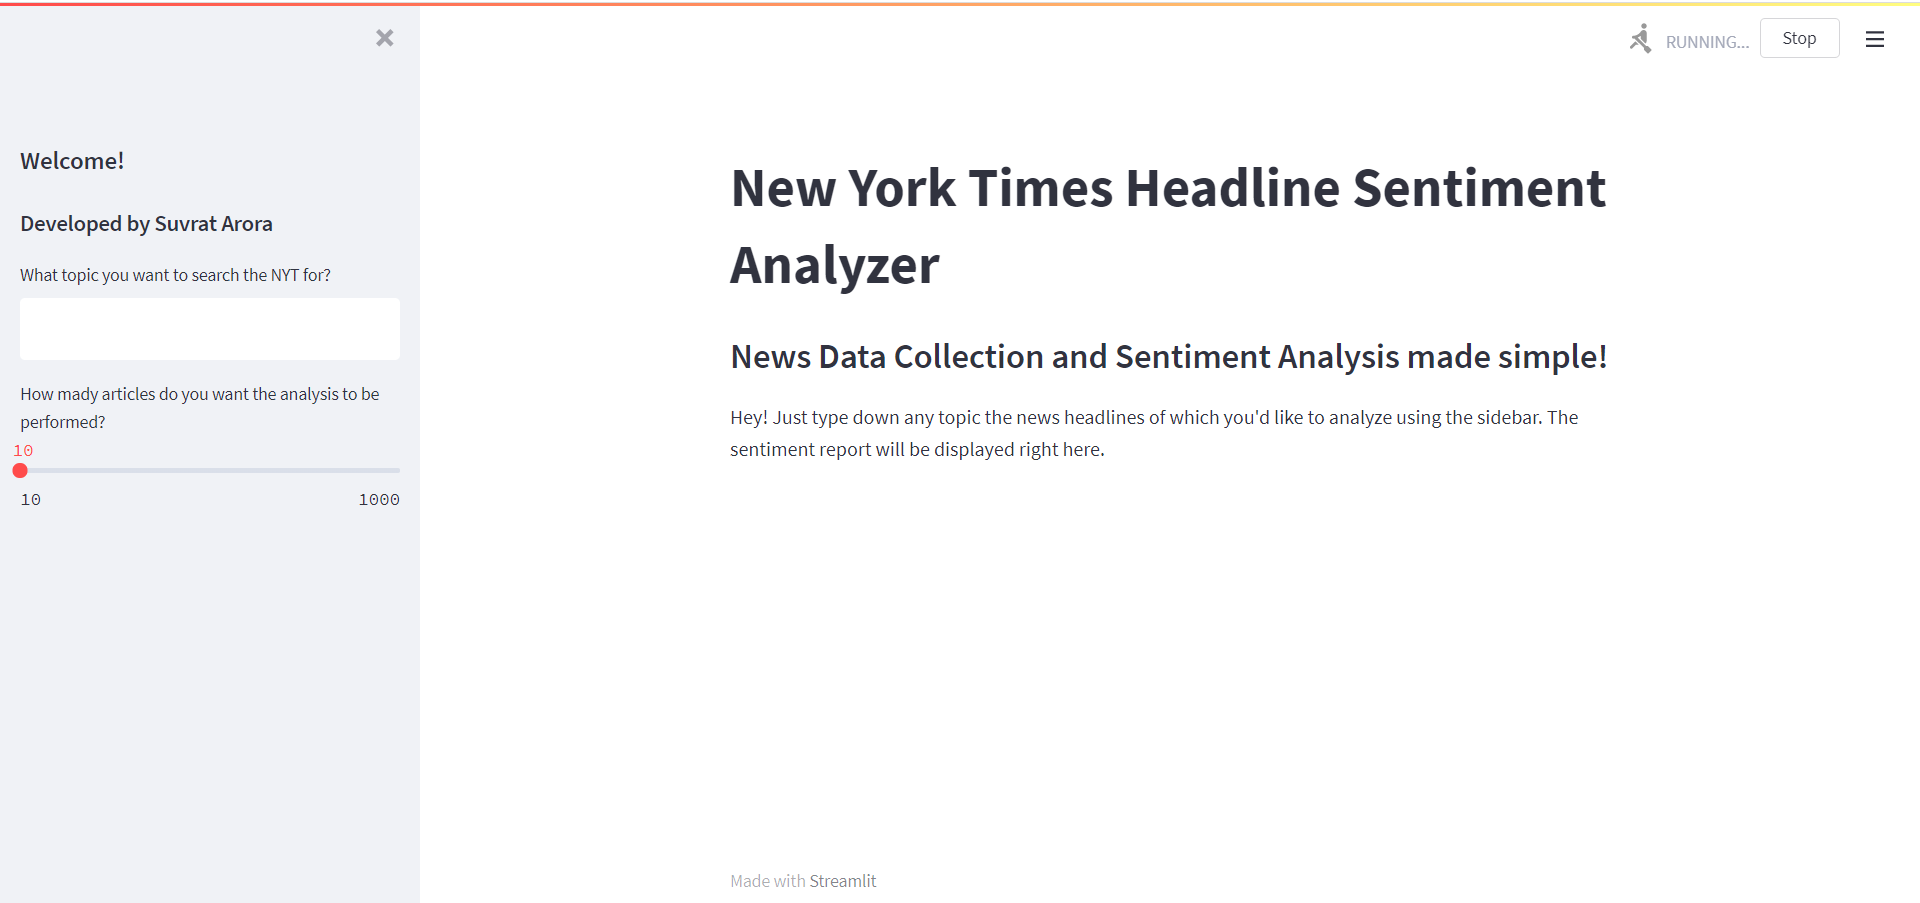 RUNNING...
Stop
Welcome!
Developed by Suvrat Arora
What topic you want to search the NYT for?
How mady articles do you want the analysis to be
performed?
10
10
1000
New York Times Headline Sentiment
Analyzer
News Data Collection and Sentiment Analysis made simple!
Hey! Just type down any topic the news headlines of which you'd like to analyze using the sidebar. The
sentiment report will be displayed right here.
Made with Streamlit